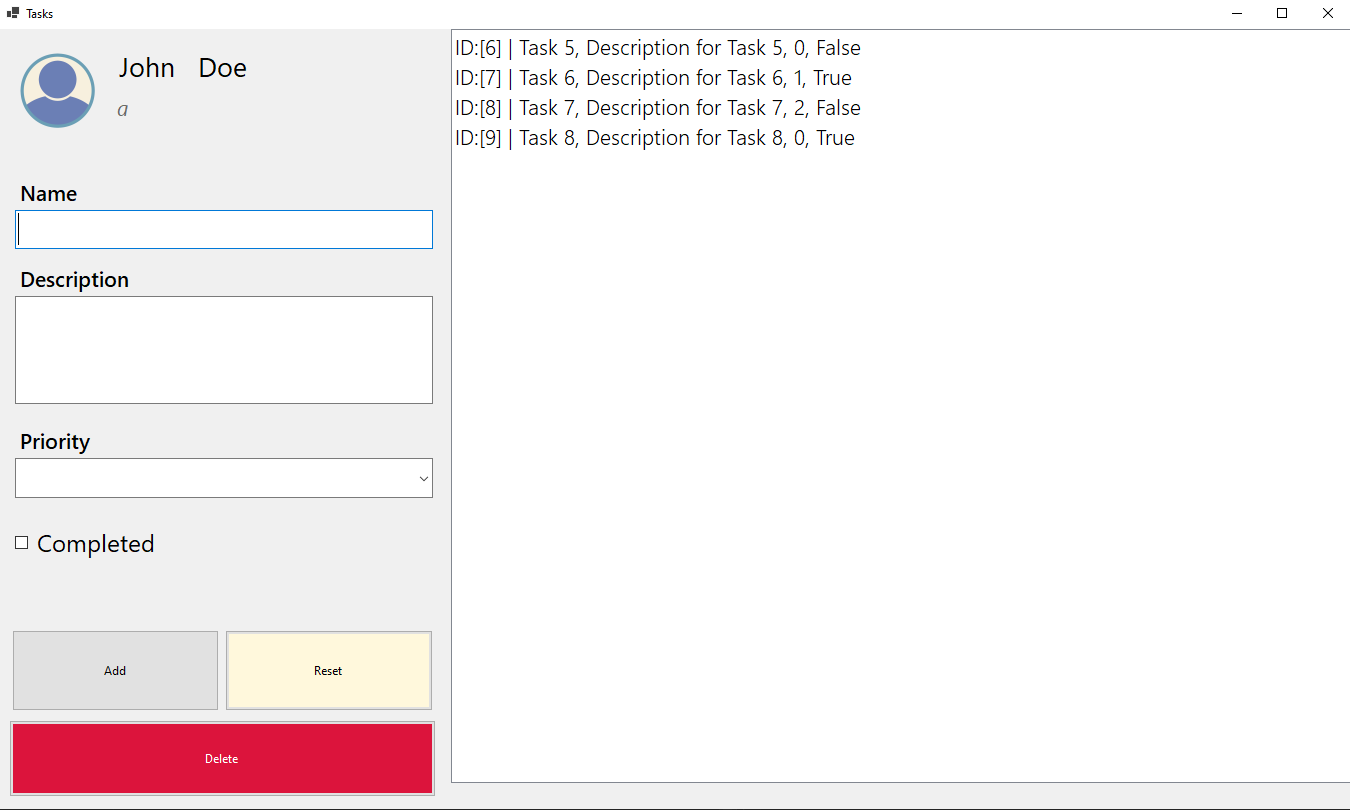 Tasks
John Doe
a
Name
Description
Priority
Completed
Add
Reset
Delete
ID:[6] | Task 5, Description for Task 5, 0, False
ID:[7] | Task 6, Description for Task 6, 1, True
ID:[8] | Task 7, Description for Task 7, 2, False
ID:[9] | Task 8, Description for Task 8, 0, True